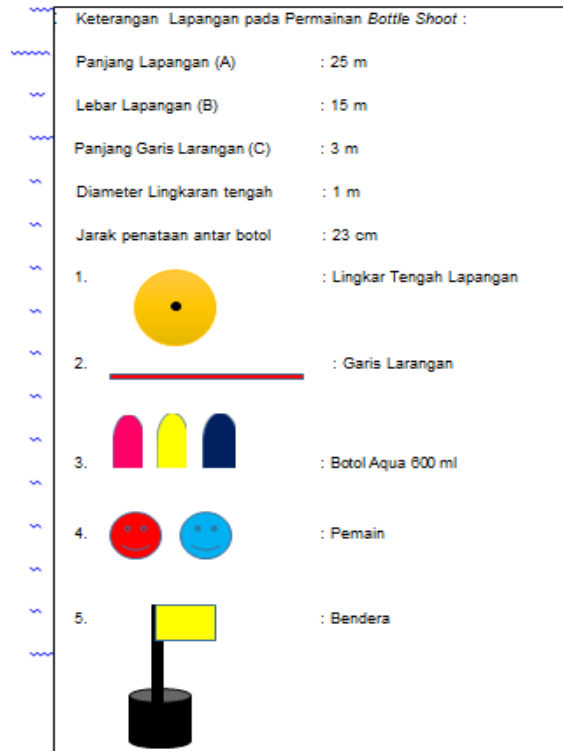 Keterangan Lapangan pada Permainan Bottle Shoot :
Panjang Lapangan (A) : 25 m
Lebar Lapangan (B) : 15 m
Panjang Garis Larangan (C) : 3 m
Diameter Lingkaran tengah : 1 m
Jarak penataan antar botol : 23 cm
1. : Lingkar Tengah Lapangan
2. : Garis Larangan
3. : Botol Aqua 600 ml
4. : Pemain
5. : Bendera